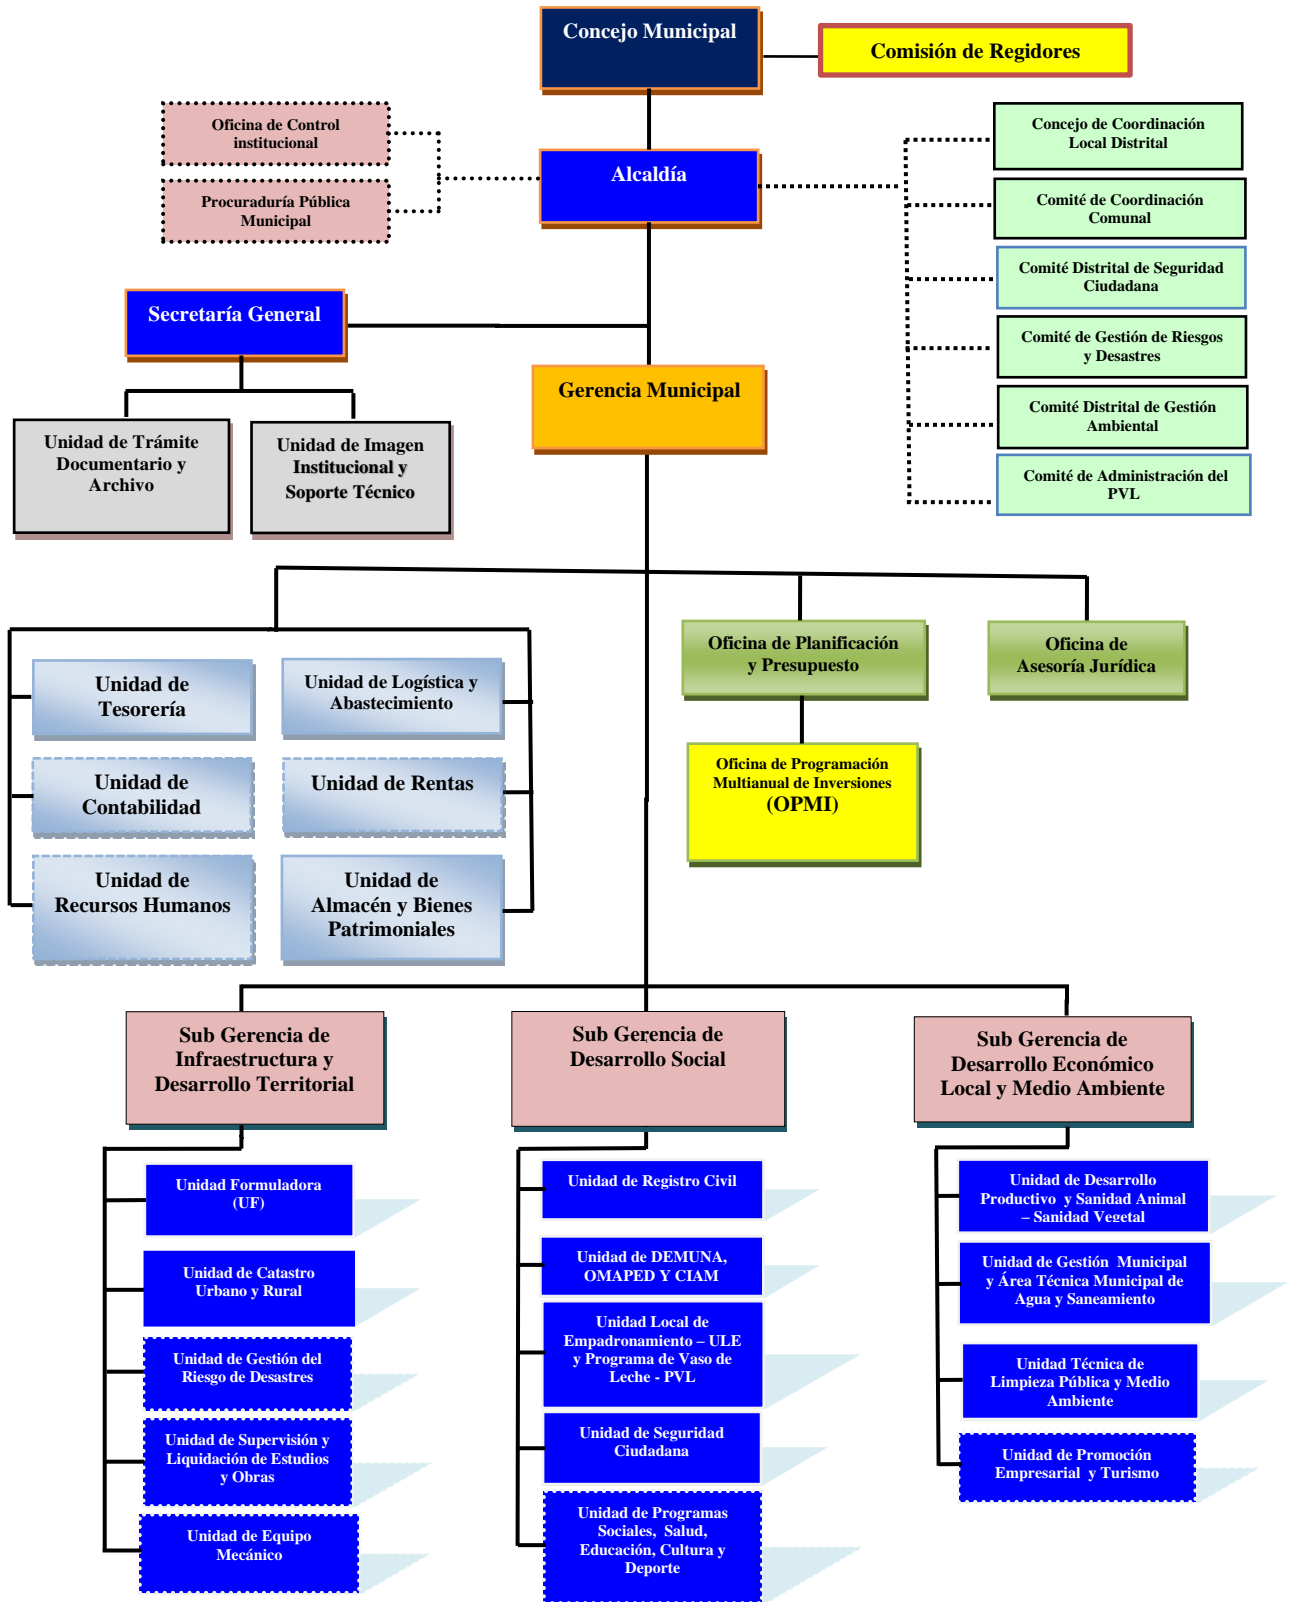 Concejo Municipal
Comisión de Regidores
Oficina de Control
institucional
Procuraduría Pública
Municipal
Alcaldía
Concejo de Coordinación
Local Distrital
Comité de Coordinación
Comunal
Comité Distrital de Seguridad
Ciudadana
Comité de Gestión de Riesgos
y Desastres
Comité Distrital de Gestión
Ambiental
Comité de Administración del
PVL
Secretaría General
Gerencia Municipal
Unidad de Trámite
Documentario y
Archivo
Unidad de Imagen
Institucional y
Soporte Técnico
Oficina de Planificación
y Presupuesto
Oficina de
Asesoría Jurídica
Unidad de
Tesorería
Unidad de Logística y
Abastecimiento
Unidad de
Contabilidad
Unidad de Rentas
Oficina de Programación
Multianual de Inversiones
(OPMI)
Unidad de
Recursos Humanos
Unidad de
Almacén y Bienes
Patrimoniales
Sub Gerencia de
Infraestructura y
Desarrollo Territorial
Sub Gerencia de
Desarrollo Social
Sub Gerencia de
Desarrollo Económico
Local y Medio Ambiente
Unidad Formuladora
(UF)
Unidad de Catastro
Urbano y Rural
Unidad de Gestión del
Riesgo de Desastres
Unidad de Supervisión y
Liquidación de Estudios
y Obras
Unidad de Equipo
Mecánico
Unidad de Registro Civil
Unidad de DEMUNA,
OMAPED Y CIAM
Unidad Local de
Empadronamiento – ULE
y Programa de Vaso de
Leche - PVL
Unidad de Seguridad
Ciudadana
Unidad de Programas
Sociales, Salud,
Educación, Cultura y
Deporte
Unidad de Desarrollo
Productivo y Sanidad Animal
– Sanidad Vegetal
Unidad de Gestión Municipal
y Área Técnica Municipal de
Agua y Saneamiento
Unidad Técnica de
Limpieza Pública y Medio
Ambiente
Unidad de Promoción
Empresarial y Turismo